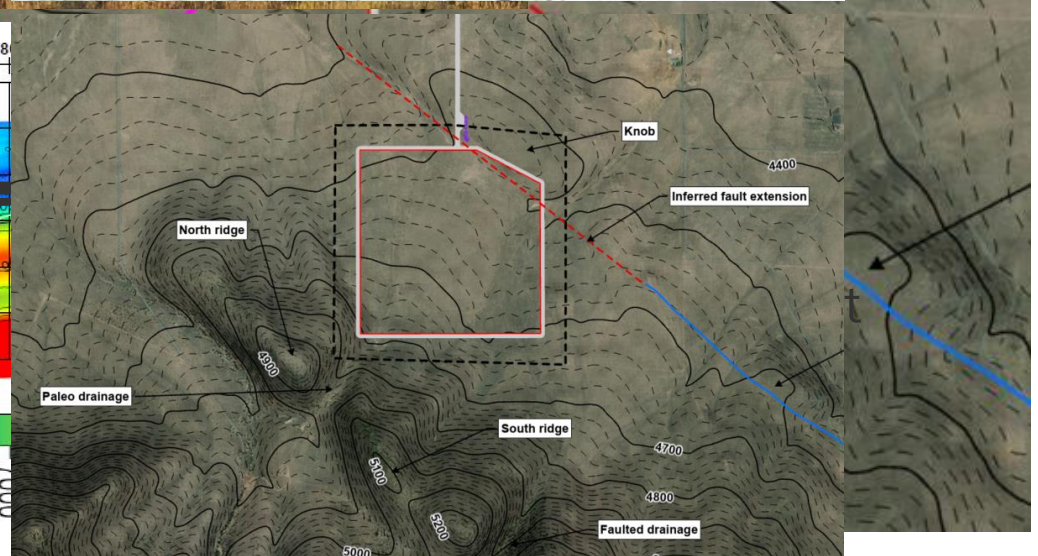 Knob
4400
Inferred fault extension
North ridge
4900
Paleo drainage
South ridge
5100
4700
4800
5200
Faulted drainage
5000